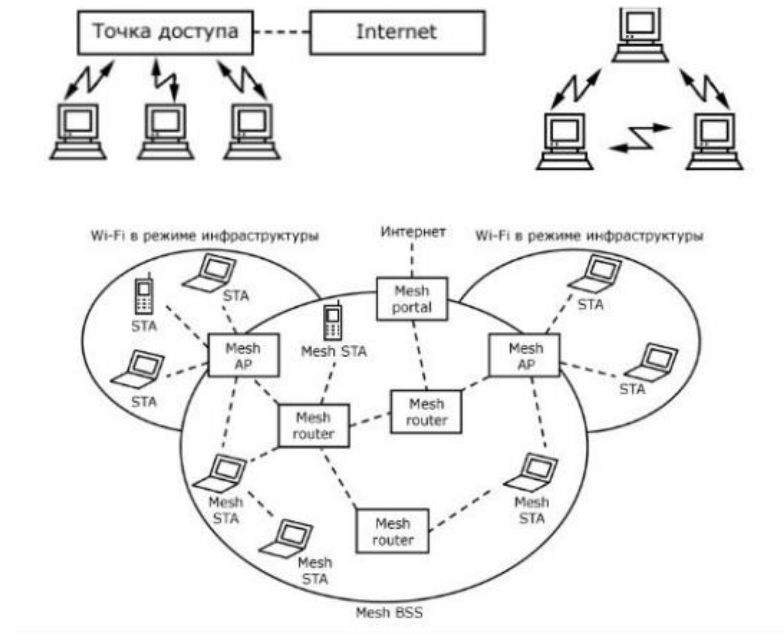 Точка доступа
Internet
Wi-Fi в режиме инфраструктуры
Интернет
Wi-Fi в режиме инфраструктуры
STA
STA
STA
Mesh
AP
Mesh STA
Mesh
portal
Mesh
AP
STA
STA
Mesh
router
Mesh
router
Mesh
STA
Mesh
STA
Mesh
router
Mesh
STA
Mesh BSS